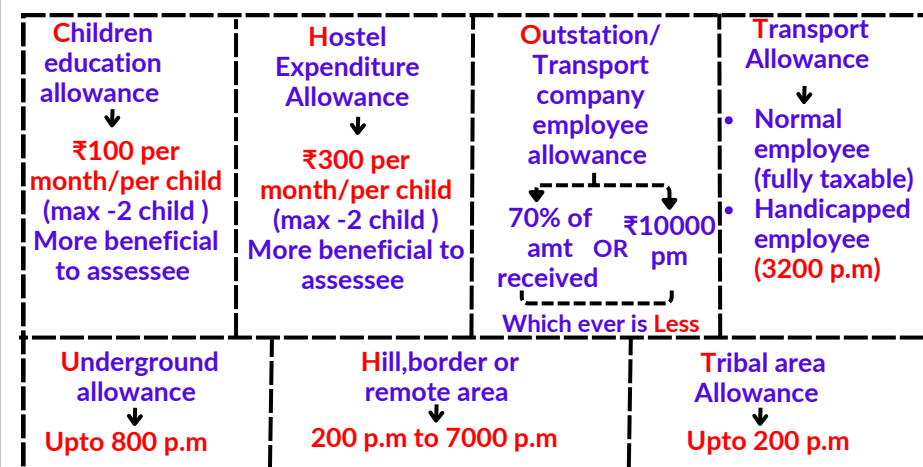 Children
education
allowance
₹100 per
month/per child
(max -2 child )
More beneficial
to assessee
Hostel
Expenditure
Allowance
₹300 per
month/per child
(max -2 child )
More beneficial to
assessee
Outstation/
Transport
company
employee
allowance
70% of
amt
received
OR
₹10000
pm
Which ever is Less
Transport
Allowance
• Normal
employee
(fully taxable)
• Handicapped
employee
(3200 p.m)
Underground
allowance
Upto 800 p.m
Hill,border or
remote area
200 p.m to 7000 p.m
Tribal area
Allowance
Upto 200 p.m